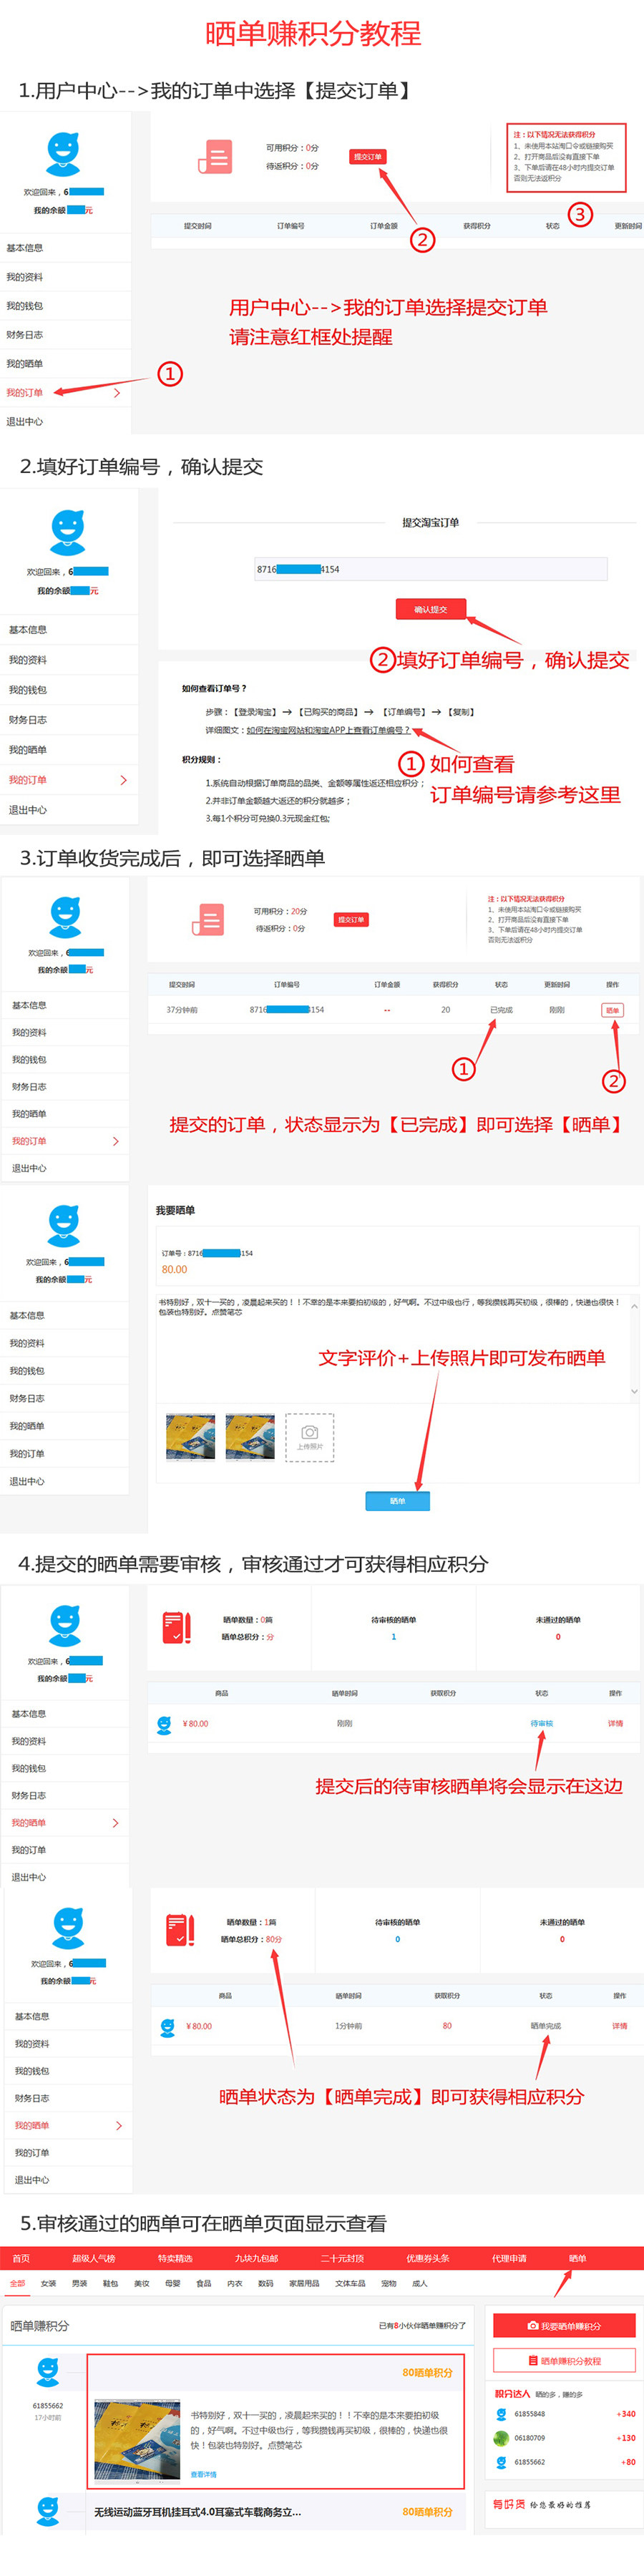 晒单赚积分教程
1.用户中心-->我的订单中选择【提交订单】
欢迎回来，6
我的余额 元
基本信息
我的资料
我的钱包
财务日志
我的晒单
我的订单
退出中心
可用积分：0分
待返积分：0分
提交订单
注：以下情况无法获得积分
1、未使用本站淘口令或链接购买
2、打开商品后没有直接下单
3、下单后请在48小时内提交订单
否则无法返积分
提交时间 订单编号 订单金额 获得积分 状态 更新时间
①
②
③
用户中心-->我的订单选择提交订单
请注意红框处提醒
2.填好订单编号，确认提交
欢迎回来，6
我的余额 元
基本信息
我的资料
我的钱包
财务日志
我的晒单
我的订单
退出中心
提交淘宝订单
8716 4154
确认提交
②填好订单编号，确认提交
如何查看订单号？
步骤：【登录淘宝】 → 【已购买的商品】 → 【订单编号】 → 【复制】
详细图文：如何在淘宝网站和淘宝APP上查看订单编号？
①如何查看
订单编号请参考这里
积分规则：
1.系统自动根据订单商品的品类、金额等属性返还相应积分；
2.并非订单金额越大返还的积分就越多；
3.每1个积分可兑换0.3元现金红包;
3.订单收货完成后，即可选择晒单
欢迎回来，6
我的余额 元
基本信息
我的资料
我的钱包
财务日志
我的晒单
我的订单
退出中心
可用积分：20分
待返积分：0分
提交订单
注：以下情况无法获得积分
1、未使用本站淘口令或链接购买
2、打开商品后没有直接下单
3、下单后请在48小时内提交订单
否则无法返积分
提交时间 订单编号 订单金额 获得积分 状态 更新时间 操作
37分钟前 8716 4154 -- 20 已完成 刚刚 晒单
①
②
提交的订单，状态显示为【已完成】即可选择【晒单】
欢迎回来，6
我的余额 元
基本信息
我的资料
我的钱包
财务日志
我的晒单
我的订单
退出中心
我要晒单
订单号：8716 4154
80.00
书特别好，双十一买的，凌晨起来买的！！不幸的是本来要拍初级的，好气啊。不过中级也行，等我攒钱再买初级，很棒的，快递也很快！
包装也特别好。点赞笔芯
文字评价+上传照片即可发布晒单
上传照片
晒单
4.提交的晒单需要审核，审核通过才可获得相应积分
欢迎回来，6
我的余额 元
基本信息
我的资料
我的钱包
财务日志
我的晒单
我的订单
退出中心
晒单数量：0篇
晒单总积分：分
待审核的晒单
1
未通过的晒单
0
商品 晒单时间 获取积分 状态 操作
￥80.00 刚刚 待审核 详情
提交后的待审核晒单将会显示在这边
欢迎回来，6
我的余额 元
基本信息
我的资料
我的钱包
财务日志
我的晒单
我的订单
退出中心
晒单数量：1篇
晒单总积分：80分
待审核的晒单
0
未通过的晒单
0
商品 晒单时间 获取积分 状态 操作
￥80.00 1分钟前 80 晒单完成 详情
晒单状态为【晒单完成】即可获得相应积分
5.审核通过的晒单可在晒单页面显示查看
首页 超级人气榜 特卖精选 九块九包邮 二十元封顶 优惠券头条 代理申请 晒单
全部 女装 男装 鞋包 美妆 母婴 食品 内衣 数码 家居用品 文体车品 宠物 成人
晒单赚积分
已有8小伙伴晒单赚积分了
61855662
17小时前
80晒单积分
书特别好，双十一买的，凌晨起来买的！！不幸的是本来要拍初级
的，好气啊。不过中级也行，等我攒钱再买初级，很棒的，快递也很
快！包装也特别好。点赞笔芯
查看详情
无线运动蓝牙耳机挂耳式4.0耳塞式车载商务立...
80晒单积分
我要晒单赚积分
晒单赚积分教程
积分达人 晒的多，赚的多
61855848 +340
06180709 +130
61855662 +80
有好货 给您最好的推荐